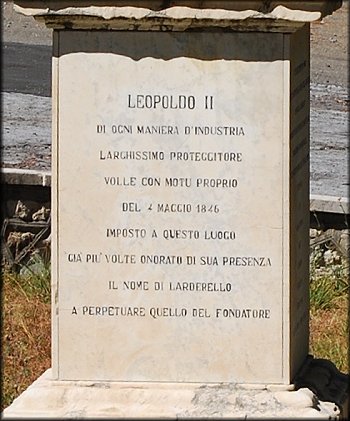 LEOPOLDO II
DI OGNI MANIERA D'INDUSTRIA
LARGHISSIMO PROTEGGITORE
VOLLE CON MOTU PROPRIO
DEL 4 MAGGIO 1846
IMPOSTO A QUESTO LUOGO
GIÀ PIU' VOLTE ONORATO DI SUA PRESENZA
IL NOME DI LARDERELLO
A PERPETUARE QUELLO DEL FONDATORE